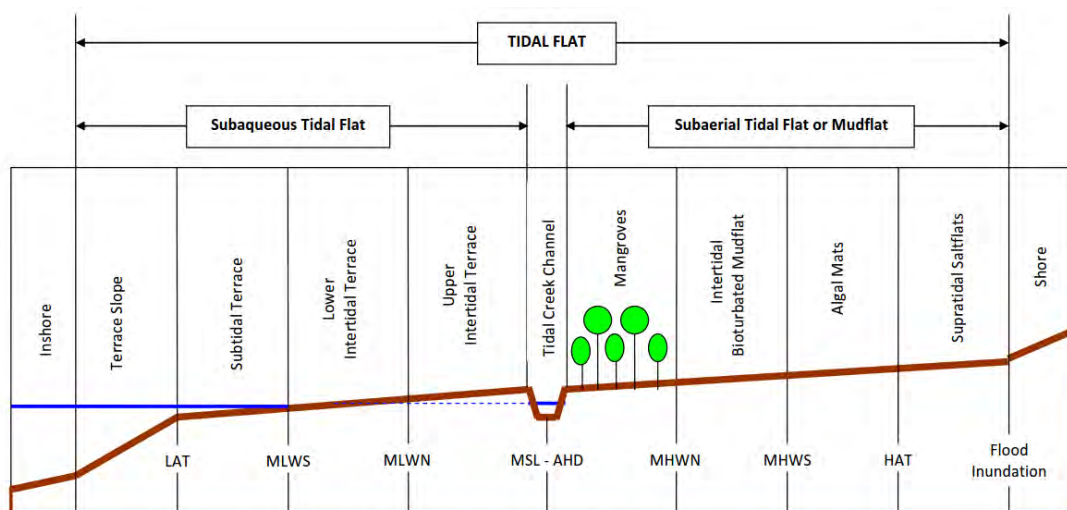 TIDAL FLAT
Subaqueous Tidal Flat
Subaerial Tidal Flat or Mudflat
Inshore
Terrace Slope
Subtidal Terrace
Lower
Intertidal Terrace
Upper
Intertidal Terrace
Tidal Creek Channel
Mangroves
Intertidal
Bioturbated Mudflat
Algal Mats
Supratidal Saltflats
Shore
LAT
MLWS
MLWN
MSL - AHD
MHWN
MHWS
HAT
Flood
Inundation